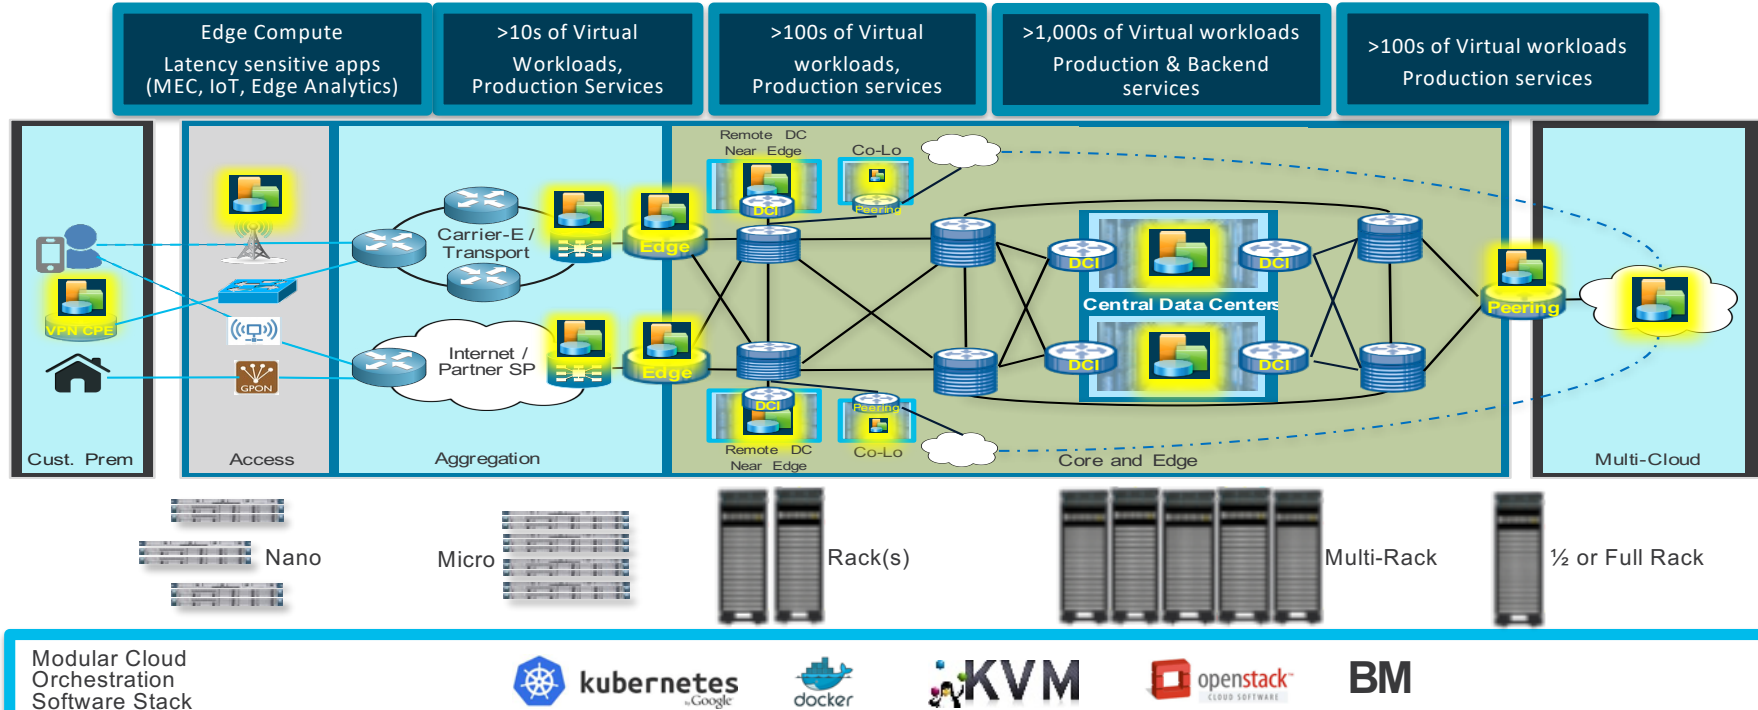 Edge Compute
Latency sensitive apps
(MEC, IoT, Edge Analytics)
>10s of Virtual
Workloads,
Production Services
>100s of Virtual
workloads,
Production services
>1,000s of Virtual workloads
Production & Backend
services
>100s of Virtual workloads
Production services
Remote DC
Near Edge
Co-Lo
DCI
Peering
Carrier-E /
Transport
Edge
DCI
DCI
Central Data Centers
VPN CPE
Peering
Internet /
Partner SP
Edge
GPON
DCI
DCI
DCI
Peering
Remote DC
Near Edge
Co-Lo
Cust. Prem
Access
Aggregation
Core and Edge
Multi-Cloud
Nano
Micro
Rack(s)
Multi-Rack
½ or Full Rack
Modular Cloud
Orchestration
Software Stack
kubernetes
by Google
docker
KVM
openstack™
CLOUD SOFTWARE
BM